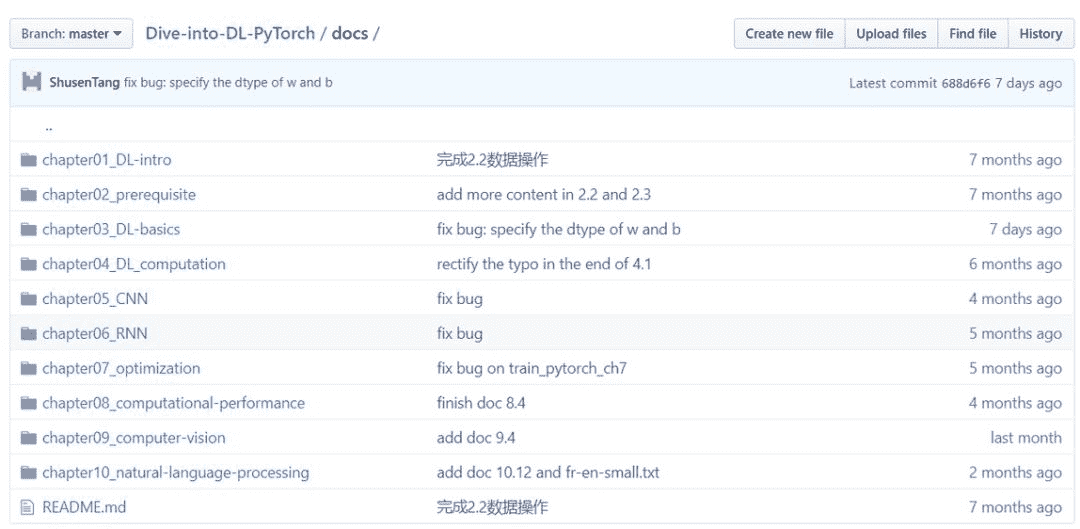 Branch: master Dive-into-DL-PyTorch / docs / Create new file Upload files Find file History
ShusenTang fix bug: specify the dtype of w and b Latest commit 688d6f6 7 days ago
..
chapter01_DL-intro 完成2.2数据操作 7 months ago
chapter02_prerequisite add more content in 2.2 and 2.3 7 months ago
chapter03_DL-basics fix bug: specify the dtype of w and b 7 days ago
chapter04_DL_computation rectify the typo in the end of 4.1 6 months ago
chapter05_CNN fix bug 4 months ago
chapter06_RNN fix bug 5 months ago
chapter07_optimization fix bug on train_pytorch_ch7 5 months ago
chapter08_computational-performance finish doc 8.4 4 months ago
chapter09_computer-vision add doc 9.4 last month
chapter10_natural-language-processing add doc 10.12 and fr-en-small.txt 2 months ago
README.md 完成2.2数据操作 7 months ago